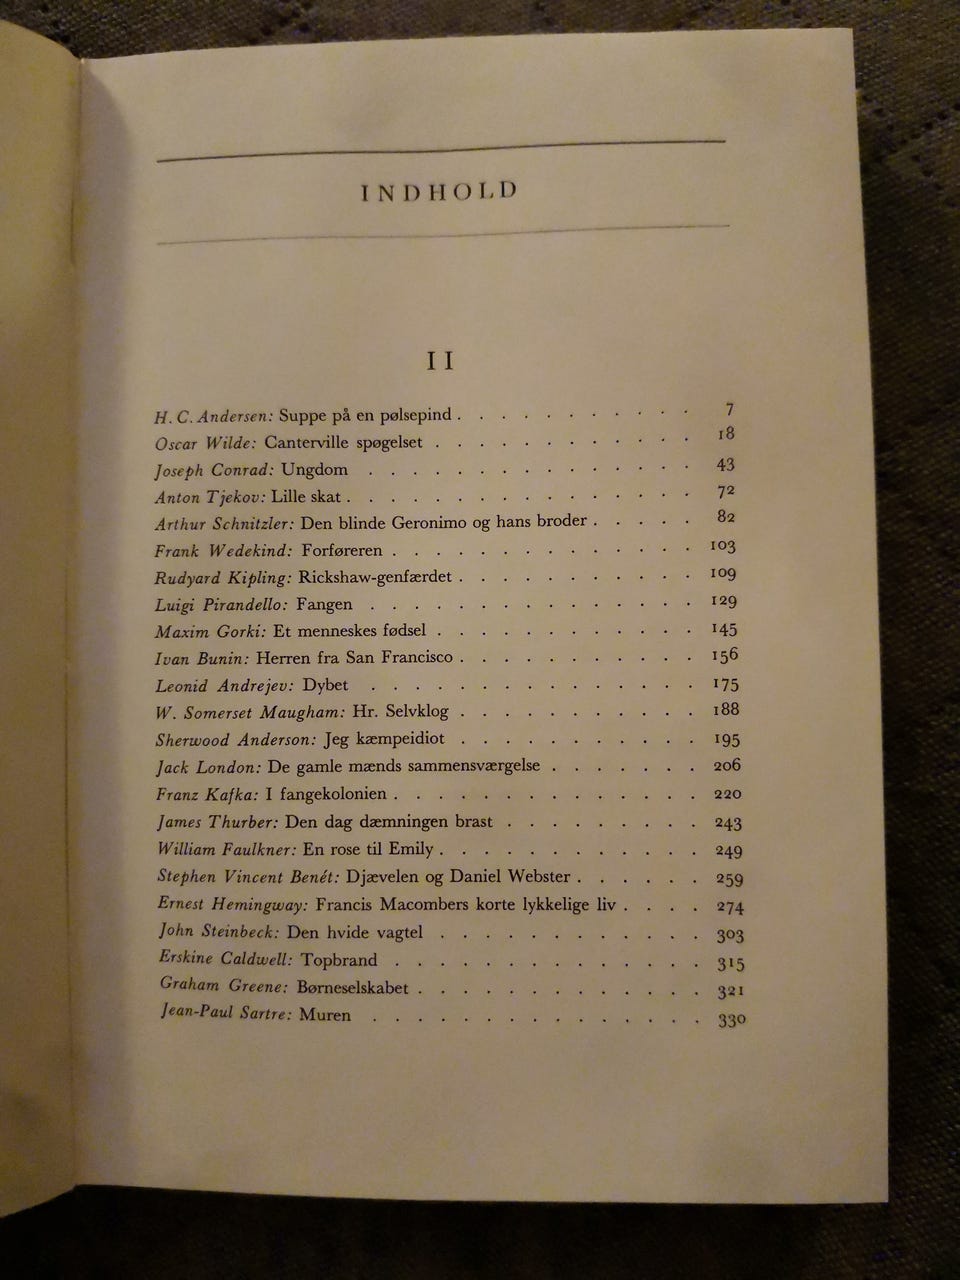 INDHOLD
II
H. C. Andersen: Suppe på en pølsepind . . . . . . . . . . . 7
Oscar Wilde: Canterville spøgelset . . . . . . . . . . . . 18
Joseph Conrad: Ungdom . . . . . . . . . . . . . . . 43
Anton Tjekov: Lille skat . . . . . . . . . . . . . . . . 72
Arthur Schnitzler: Den blinde Geronimo og hans broder . . . . . 82
Frank Wedekind: Forføreren . . . . . . . . . . . . . . 103
Rudyard Kipling: Rickshaw-genfærdet . . . . . . . . . . . 109
Luigi Pirandello: Fangen . . . . . . . . . . . . . . . 129
Maxim Gorki: Et menneskes fødsel . . . . . . . . . . . . 145
Ivan Bunin: Herren fra San Francisco . . . . . . . . . . . 156
Leonid Andrejev: Dybet . . . . . . . . . . . . . . . 175
W. Somerset Maugham: Hr. Selvklog . . . . . . . . . . . 188
Sherwood Anderson: Jeg kæmpeidiot . . . . . . . . . . . 195
Jack London: De gamle mænds sammensværgelse . . . . . . . 206
Franz Kafka: I fangekolonien . . . . . . . . . . . . . . 220
James Thurber: Den dag dæmningen brast . . . . . . . . . 243
William Faulkner: En rose til Emily . . . . . . . . . . . . 249
Stephen Vincent Benét: Djævelen og Daniel Webster . . . . . . 259
Ernest Hemingway: Francis Macombers korte lykkelige liv . . . . 274
John Steinbeck: Den hvide vagtel . . . . . . . . . . . . 303
Erskine Caldwell: Topbrand . . . . . . . . . . . . . . 315
Graham Greene: Børneselskabet . . . . . . . . . . . . . 321
Jean-Paul Sartre: Muren . . . . . . . . . . . . . . . 330